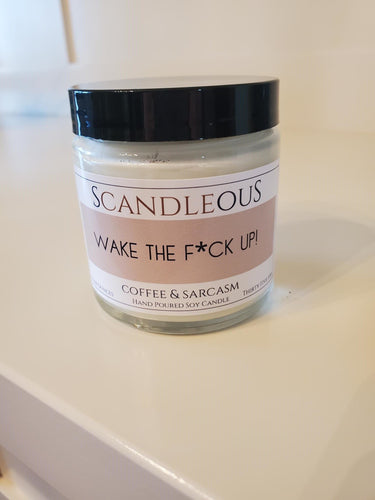 SCANDLEOUS
WAKE THE F*CK UP!
COFFEE & SARCASM
HAND POURED SOY CANDLE